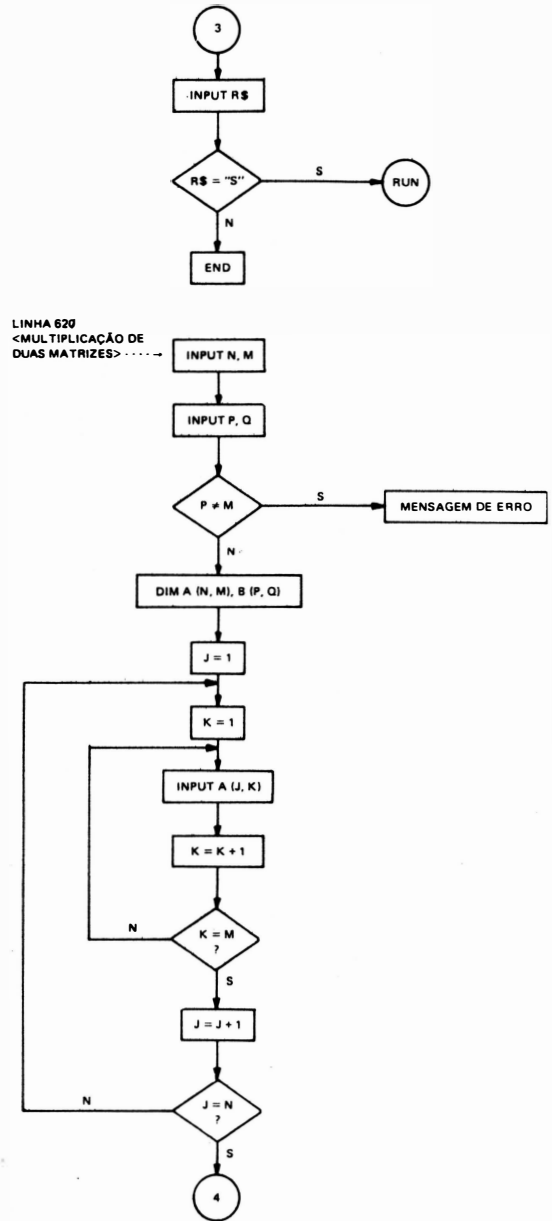 3
INPUT R$
R$ = "S"
S
RUN
N
END
LINHA 620
<MULTIPLICAÇÃO DE
DUAS MATRIZES>
INPUT N, M
INPUT P, Q
P ≠ M
S
MENSAGEM DE ERRO
N
DIM A (N, M), B (P, Q)
J = 1
K = 1
INPUT A (J, K)
K = K + 1
N
K = M
?
S
J = J + 1
N
J = N
?
S
4